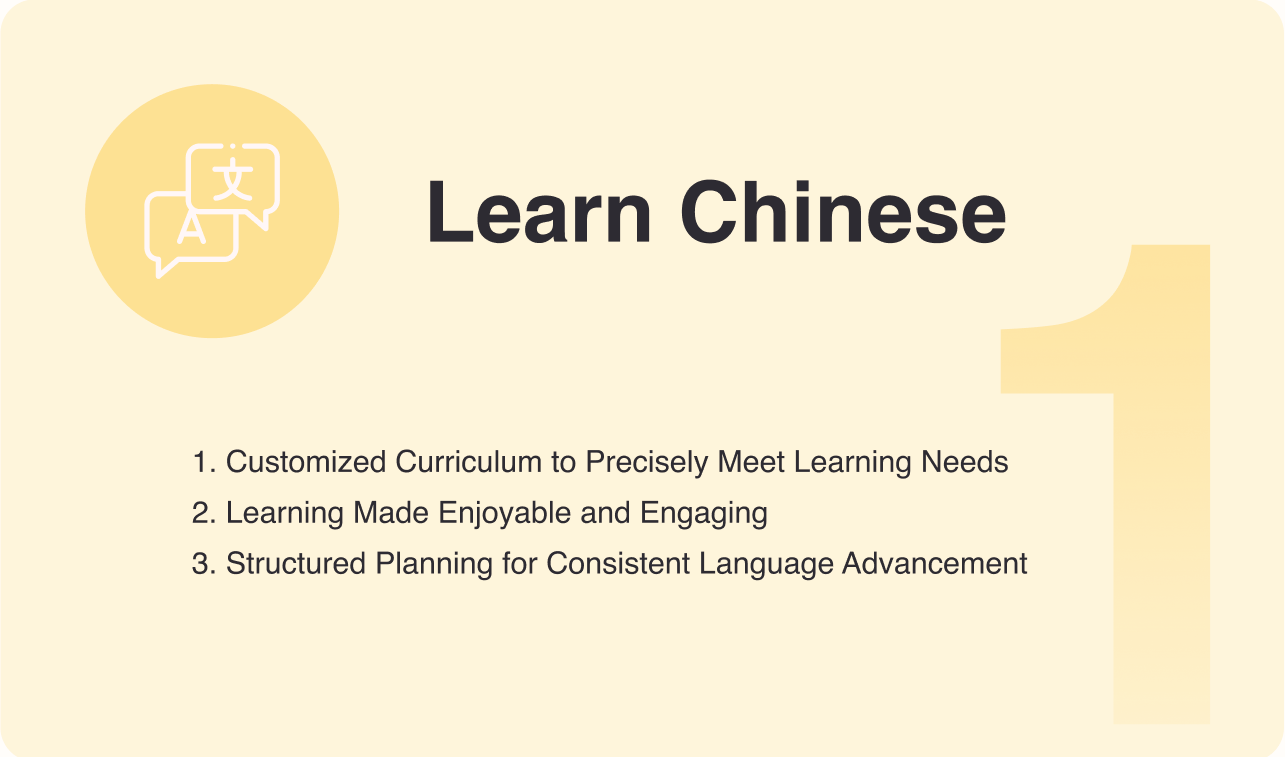 文
A
Learn Chinese
1
1. Customized Curriculum to Precisely Meet Learning Needs
2. Learning Made Enjoyable and Engaging
3. Structured Planning for Consistent Language Advancement